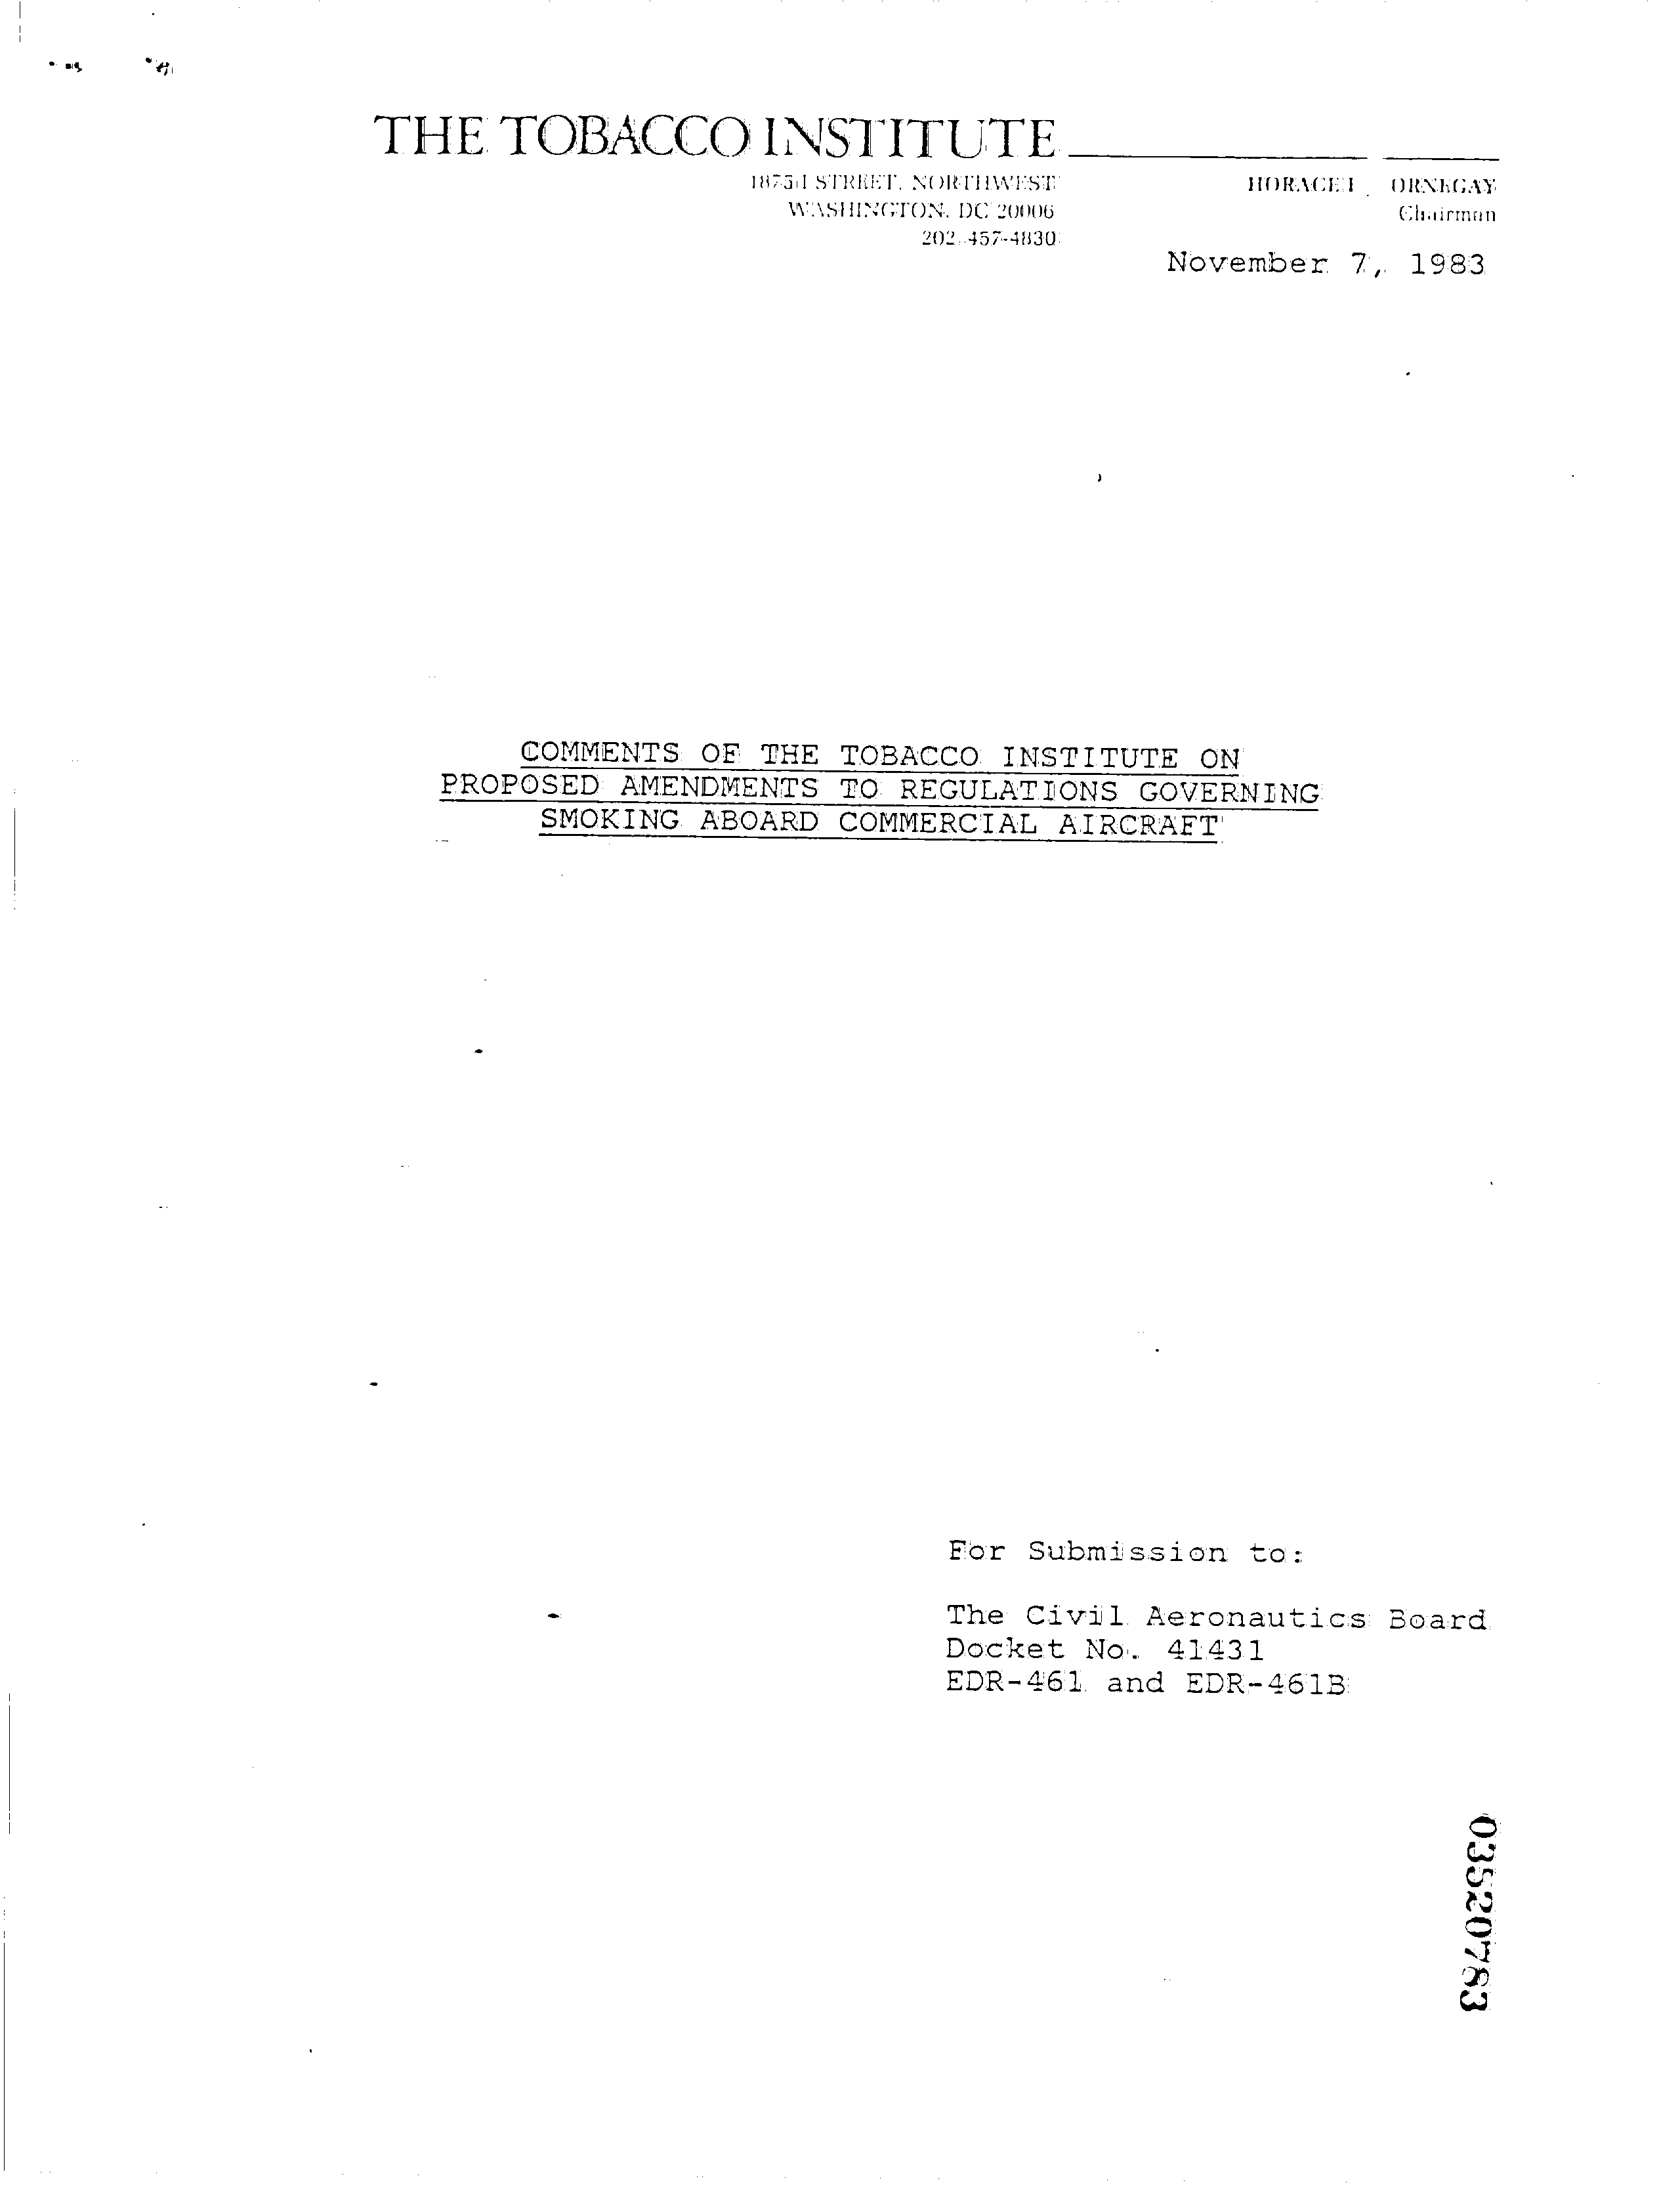 THE TOBACCO INSTITUTE
1875 I STREET, NORTHWEST
WASHINGTON, DC 20006
202/457-4830
HORACE
ORNEGAY
Chairman
November 7, 1983
COMMENTS OF THE TOBACCO INSTITUTE ON
PROPOSED AMENDMENTS TO REGULATIONS GOVERNING
SMOKING ABOARD COMMERCIAL AIRCRAFT
For Submission to:
The Civil Aeronautics Board
Docket No. 41431
EDR-461 and EDR-461B
03520783